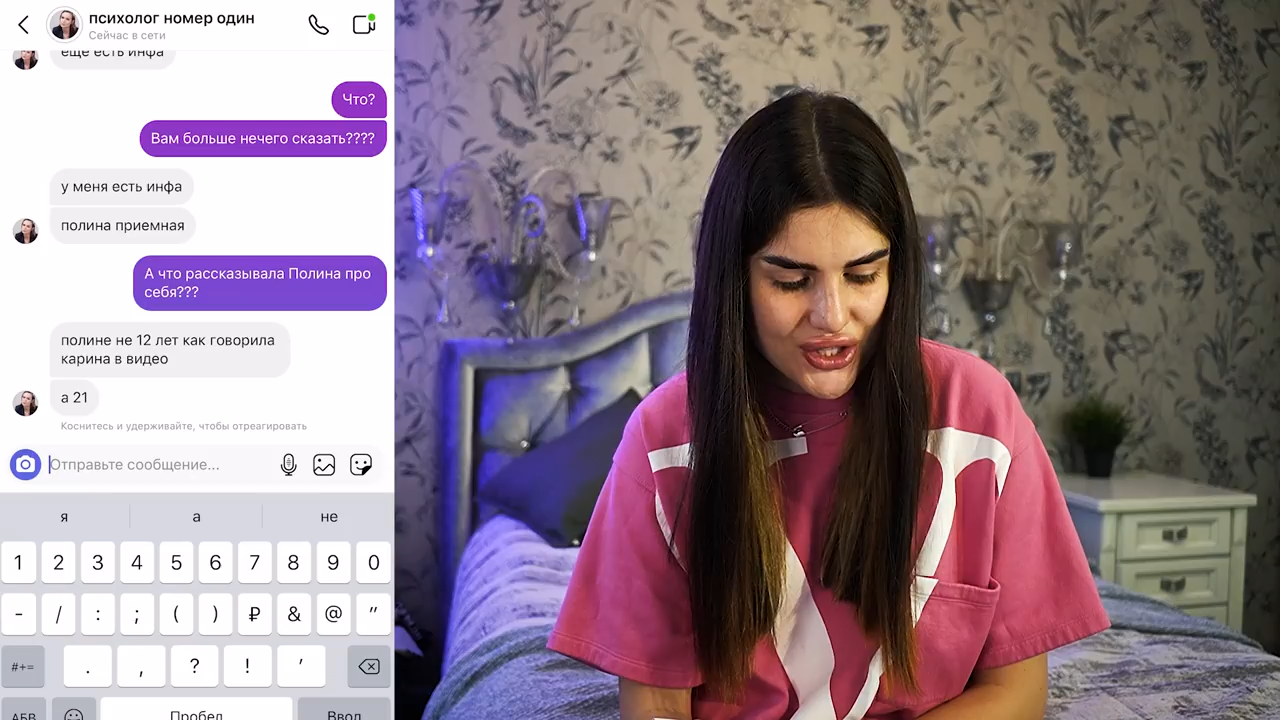 психолог номер один
Сейчас в сети
еще есть инфа
Что?
Вам больше нечего сказать????
у меня есть инфа
полина приемная
А что рассказывала Полина про
себя???
полине не 12 лет как говорила
карина в видео
а 21
Коснитесь и удерживайте, чтобы отреагировать
Отправьте сообщение...
я а не
1 2 3 4 5 6 7 8 9 0
- / : ; ( ) ₽ & @ "
#+= . , ? ! '
АБВ Пробел Ввод